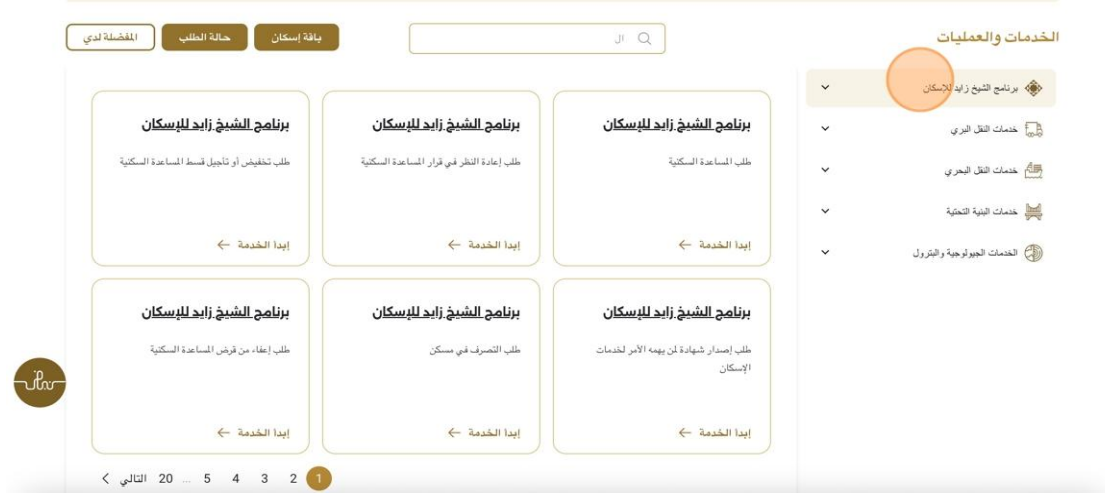 الخدمات والعمليات
ال
باقة إسكان
حالة الطلب
المفضلة لدي
برنامج الشيخ زايد للإسكان
خدمات النقل البري
خدمات النقل البحري
خدمات البنية التحتية
الخدمات الجيولوجية والبترول
برنامج الشيخ زايد للإسكان
طلب المساعدة السكنية
إبدا الخدمة
برنامج الشيخ زايد للإسكان
طلب إعادة النظر في قرار المساعدة السكنية
إبدا الخدمة
برنامج الشيخ زايد للإسكان
طلب تخفيض أو تأجيل قسط المساعدة السكنية
إبدا الخدمة
برنامج الشيخ زايد للإسكان
طلب إصدار شهادة لمن يهمه الأمر لخدمات
الإسكان
إبدا الخدمة
برنامج الشيخ زايد للإسكان
طلب التصرف في مسكن
إبدا الخدمة
برنامج الشيخ زايد للإسكان
طلب إعفاء من قرض المساعدة السكنية
إبدا الخدمة
1 2 3 4 5 ... 20 التالي